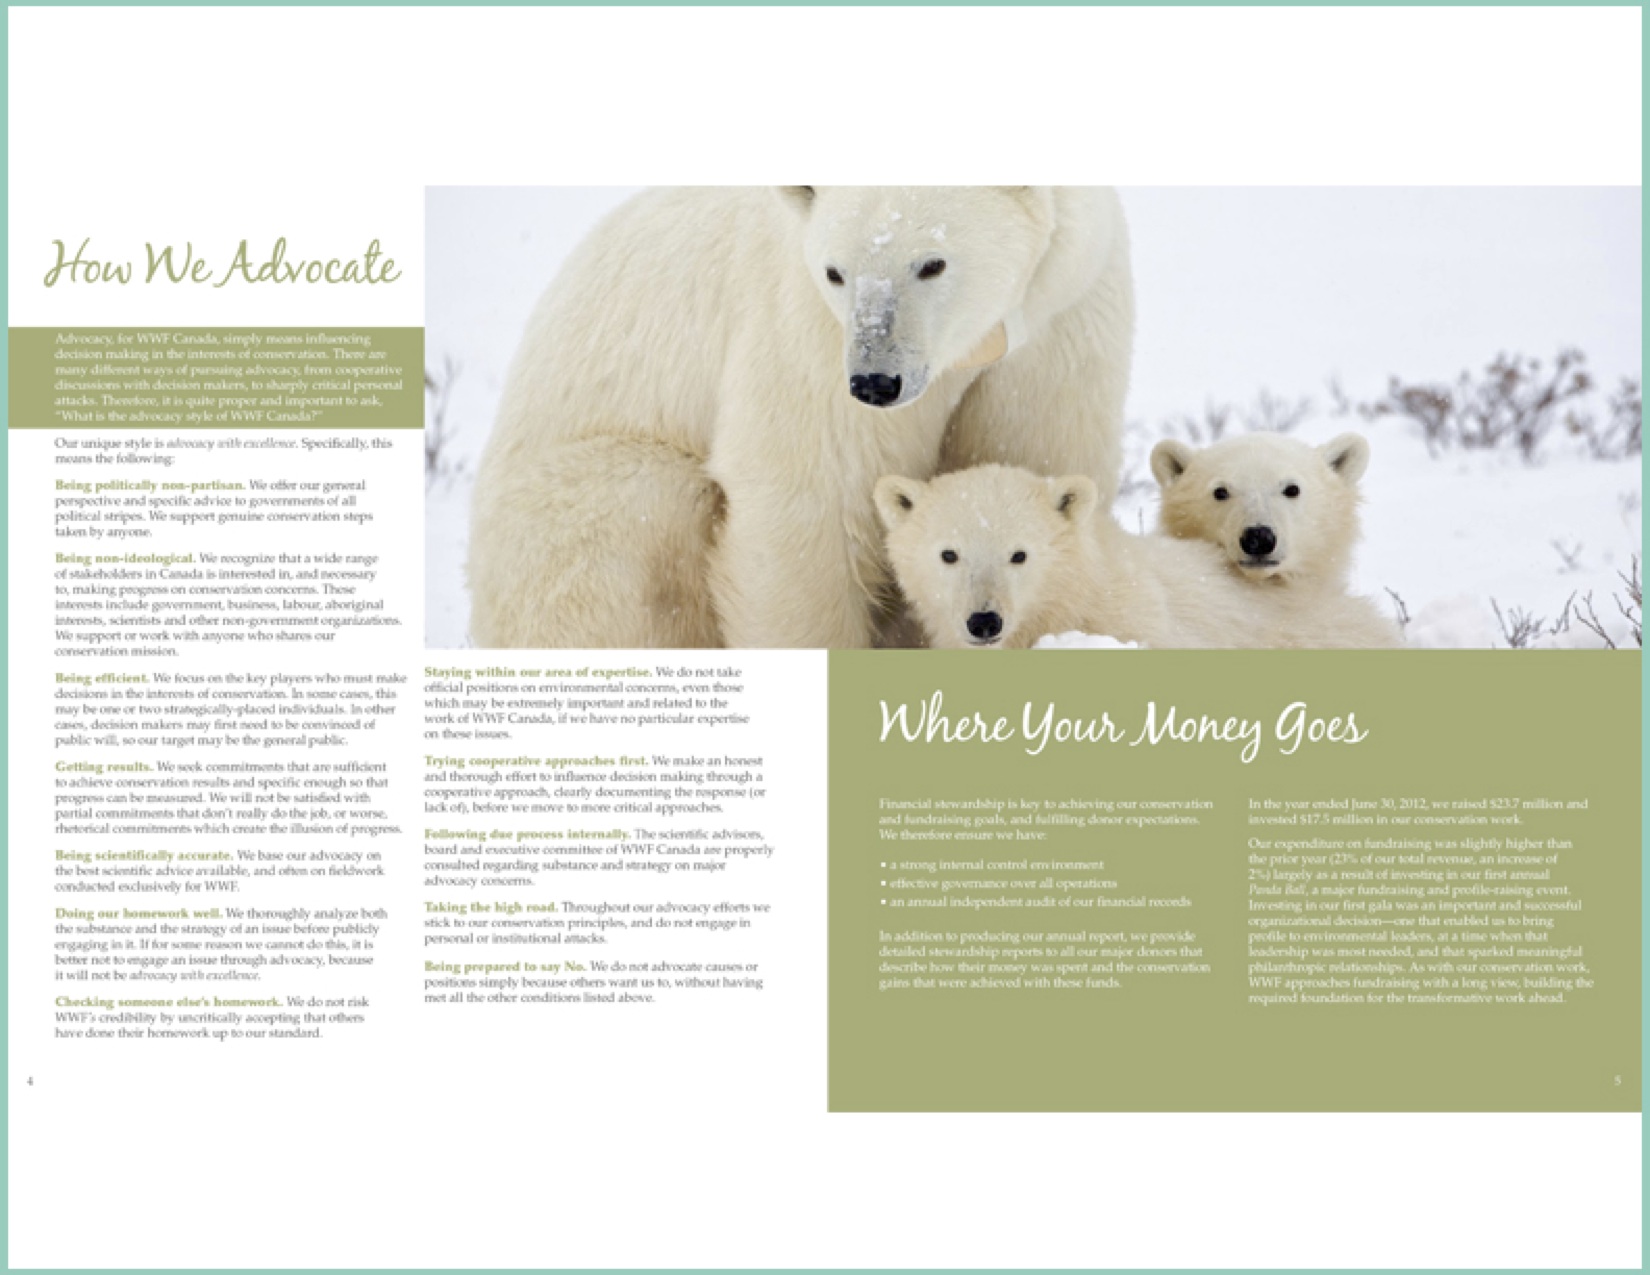 How We Advocate
Advocacy, for WWF Canada, simply means influencing
decision making in the interests of conservation. There are
many different ways of pursuing advocacy, from cooperative
discussions with decision makers, to sharply critical personal
attacks. Therefore, it is quite proper and important to ask,
"What is the advocacy style of WWF Canada?"
Our unique style is advocacy with excellence. Specifically, this
means the following:
Being politically non-partisan. We offer our general
perspective and specific advice to governments of all
political stripes. We support genuine conservation steps
taken by anyone.
Being non-ideological. We recognize that a wide range
of stakeholders in Canada is interested in, and necessary
to, making progress on conservation concerns. These
interests include government, business, labour, aboriginal
interests, scientists and other non-government organizations.
We support or work with anyone who shares our
conservation mission.
Being efficient. We focus on the key players who must make
decisions in the interests of conservation. In some cases, this
may be one or two strategically-placed individuals. In other
cases, decision makers may first need to be convinced of
public will, so our target may be the general public.
Getting results. We seek commitments that are sufficient
to achieve conservation results and specific enough so that
progress can be measured. We will not be satisfied with
partial commitments that don't really do the job, or worse,
rhetorical commitments which create the illusion of progress.
Being scientifically accurate. We base our advocacy on
the best scientific advice available, and often on fieldwork
conducted exclusively for WWF.
Doing our homework well. We thoroughly analyze both
the substance and the strategy of an issue before publicly
engaging in it. If for some reason we cannot do this, it is
better not to engage an issue through advocacy, because
it will not be advocacy with excellence.
Checking someone else's homework. We do not risk
WWF's credibility by uncritically accepting that others
have done their homework up to our standard.
4
Staying within our area of expertise. We do not take
official positions on environmental concerns, even those
which may be extremely important and related to the
work of WWF Canada, if we have no particular expertise
on these issues.
Trying cooperative approaches first. We make an honest
and thorough effort to influence decision making through a
cooperative approach, clearly documenting the response (or
lack of), before we move to more critical approaches.
Following due process internally. The scientific advisors,
board and executive committee of WWF Canada are properly
consulted regarding substance and strategy on major
advocacy concerns.
Taking the high road. Throughout our advocacy efforts we
stick to our conservation principles, and do not engage in
personal or institutional attacks.
Being prepared to say No. We do not advocate causes or
positions simply because others want us to, without having
met all the other conditions listed above.
Where Your Money Goes
Financial stewardship is key to achieving our conservation
and fundraising goals, and fulfilling donor expectations.
We therefore ensure we have:
▪ a strong internal control environment
▪ effective governance over all operations
▪ an annual independent audit of our financial records
In addition to producing our annual report, we provide
detailed stewardship reports to all our major donors that
describe how their money was spent and the conservation
gains that were achieved with these funds.
In the year ended June 30, 2012, we raised $23.7 million and
invested $17.5 million in our conservation work.
Our expenditure on fundraising was slightly higher than
the prior year (23% of our total revenue, an increase of
2%) largely as a result of investing in our first annual
Panda Ball, a major fundraising and profile-raising event.
Investing in our first gala was an important and successful
organizational decision—one that enabled us to bring
profile to environmental leaders, at a time when that
leadership was most needed, and that sparked meaningful
philanthropic relationships. As with our conservation work,
WWF approaches fundraising with a long view, building the
required foundation for the transformative work ahead.
5